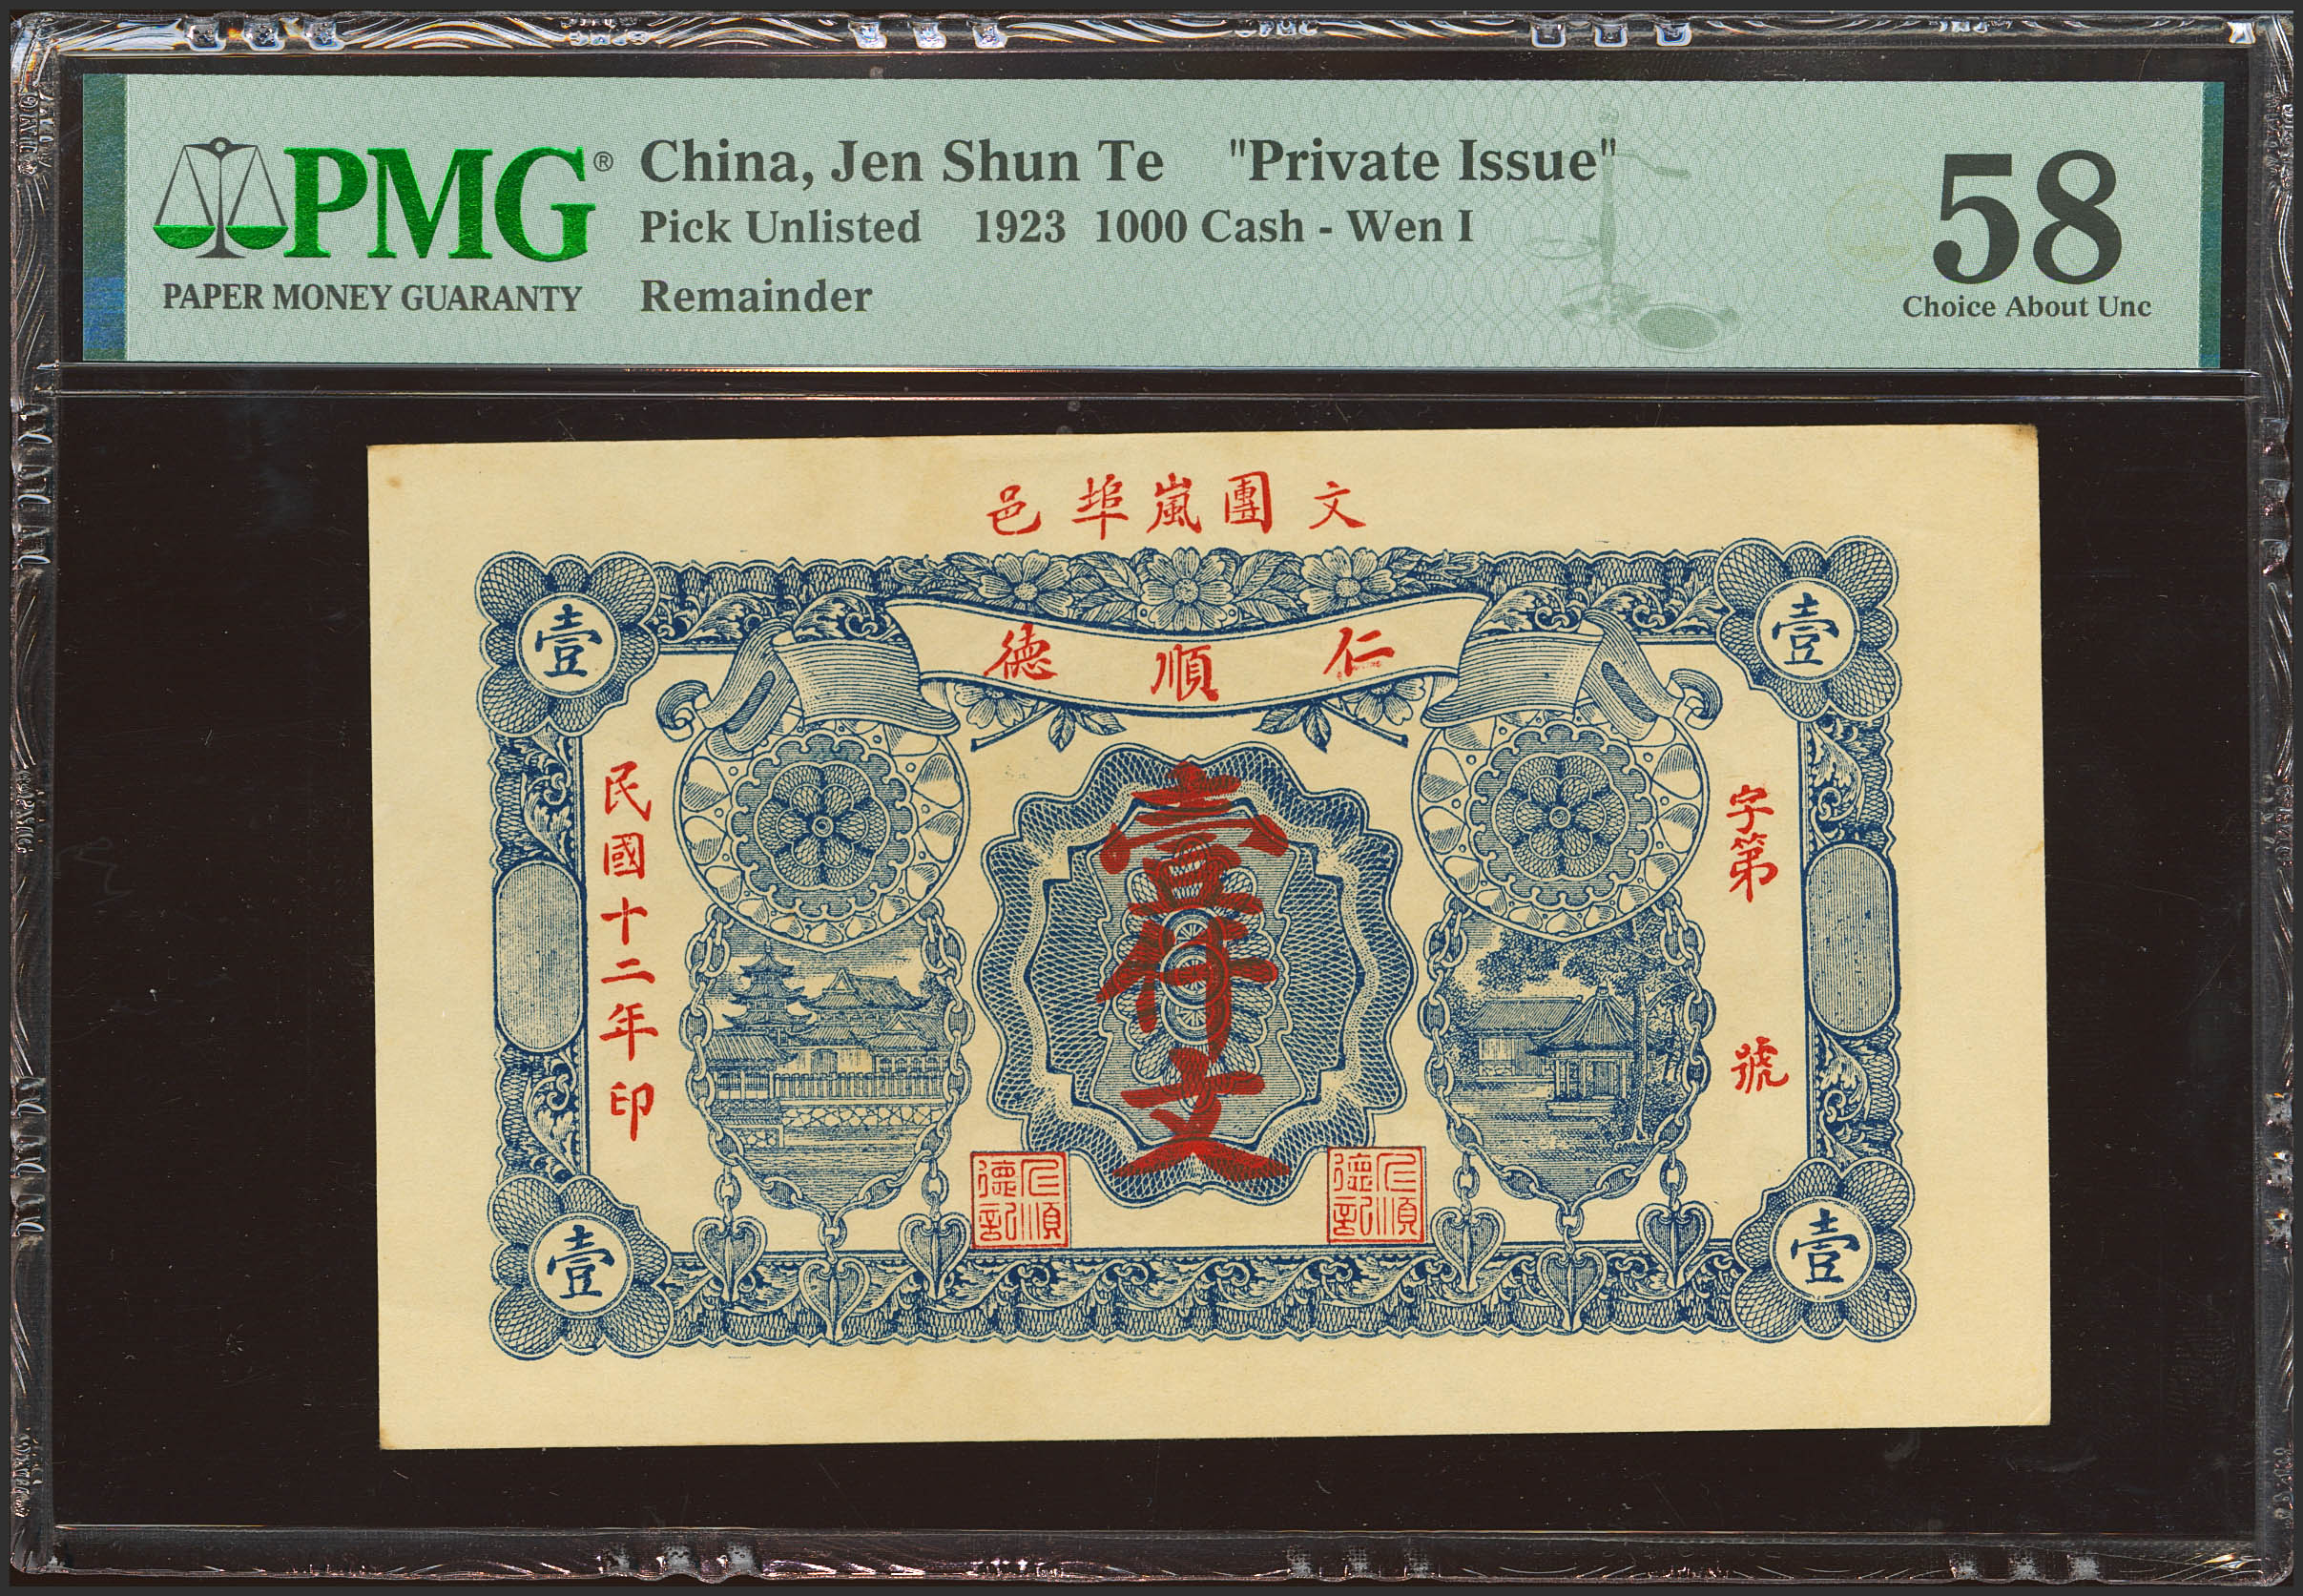 PMG®
PAPER MONEY GUARANTY
China, Jen Shun Te "Private Issue"
Pick Unlisted 1923 1000 Cash - Wen I
Remainder
58
Choice About Unc
文團嵐埠邑
壹
壹
仁順德
字第
號
壹仟文
民國十二年印
仁順德記
仁順德記
壹
壹